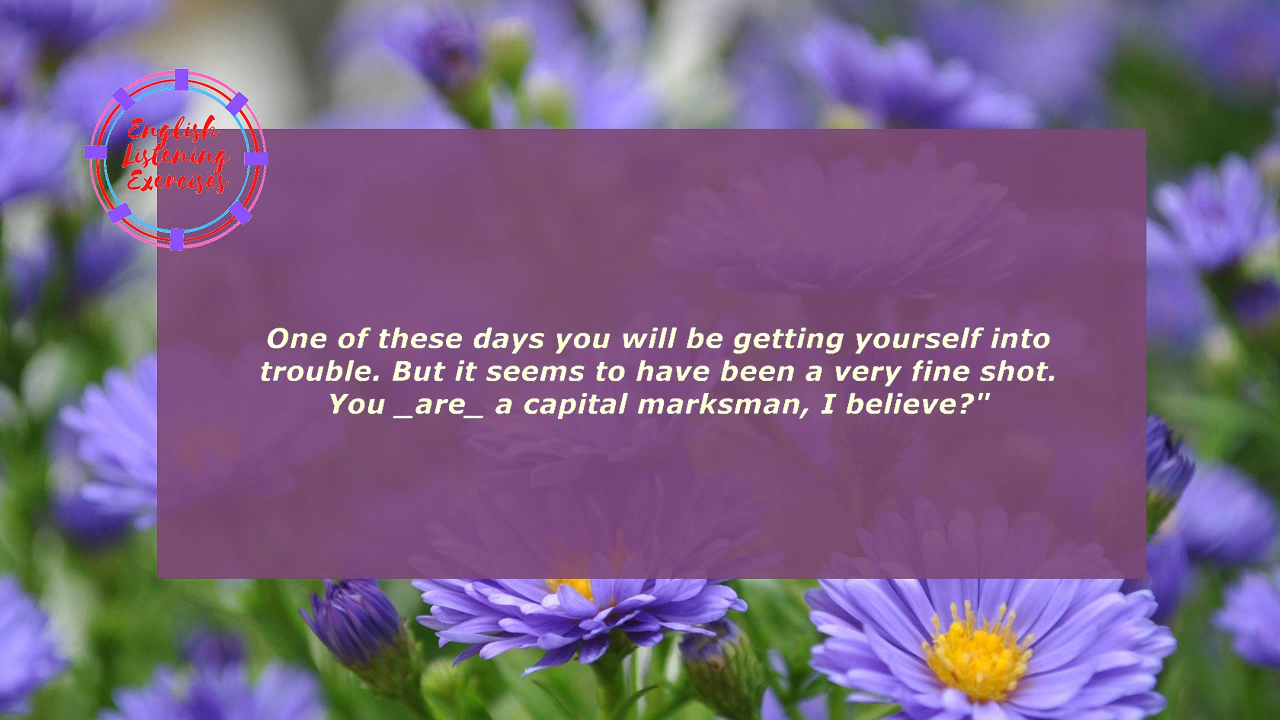 English
Listening
Exercises
One of these days you will be getting yourself into
trouble. But it seems to have been a very fine shot.
You _are_ a capital marksman, I believe?"